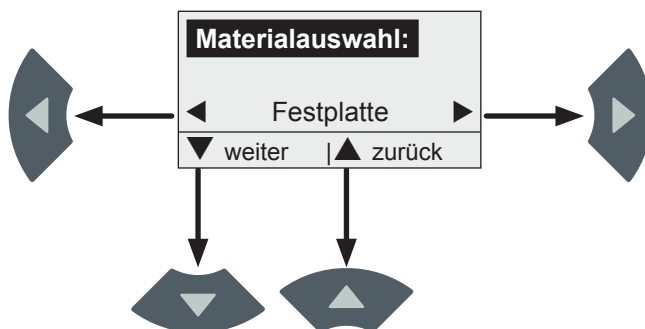 Materialauswahl:
◀ Festplatte ▶
▼ weiter |▲ zurück